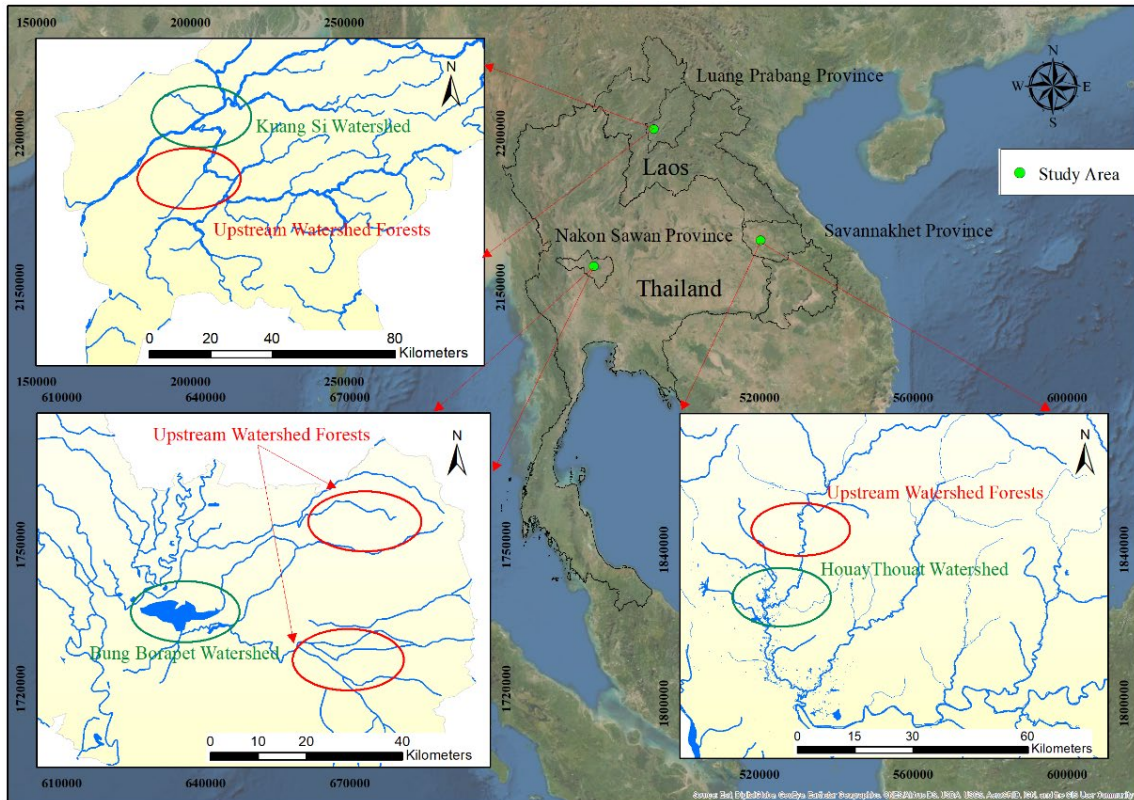 150000 200000 250000
N
Kuang Si Watershed
Upstream Watershed Forests
0 20 40 80
Kilometers
2200000
2150000
2200000
2150000
150000 200000 250000
Luang Prabang Province
Laos
Nakon Sawan Province
Savannakhet Province
Thailand
N
W E
S
Study Area
610000 640000 670000
Upstream Watershed Forests
N
Bung Borapet Watershed
0 10 20 40
Kilometers
1750000
1720000
1750000
1720000
610000 640000 670000
520000 560000 600000
N
Upstream Watershed Forests
HouayThouat Watershed
0 15 30 60
Kilometers
1840000
1800000
1840000
1800000
520000 560000 600000